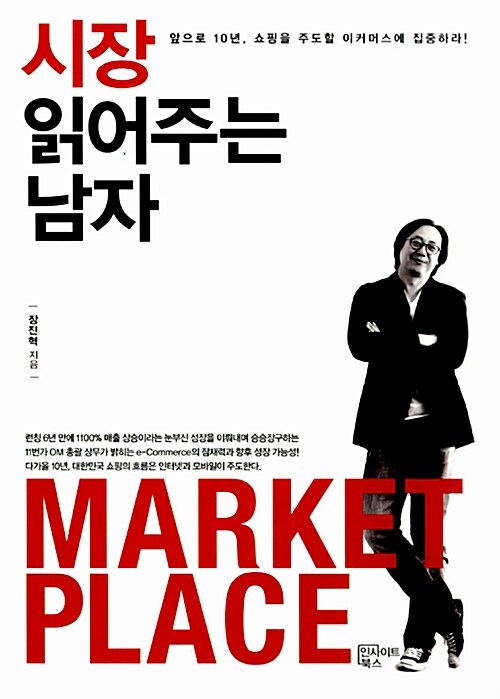 앞으로 10년, 쇼핑을 주도할 이커머스에 집중하라!
시장
읽어주는
남자
장진혁 지음
런칭 6년 만에 1100% 매출 상승이라는 눈부신 성장을 이뤄내며 승승장구하는
11번가 OM 총괄 상무가 밝히는 e-Commerce의 잠재력과 향후 성장 가능성!
다가올 10년, 대한민국 쇼핑의 흐름은 인터넷과 모바일이 주도한다.
MARKET
PLACE
인사이트
북스